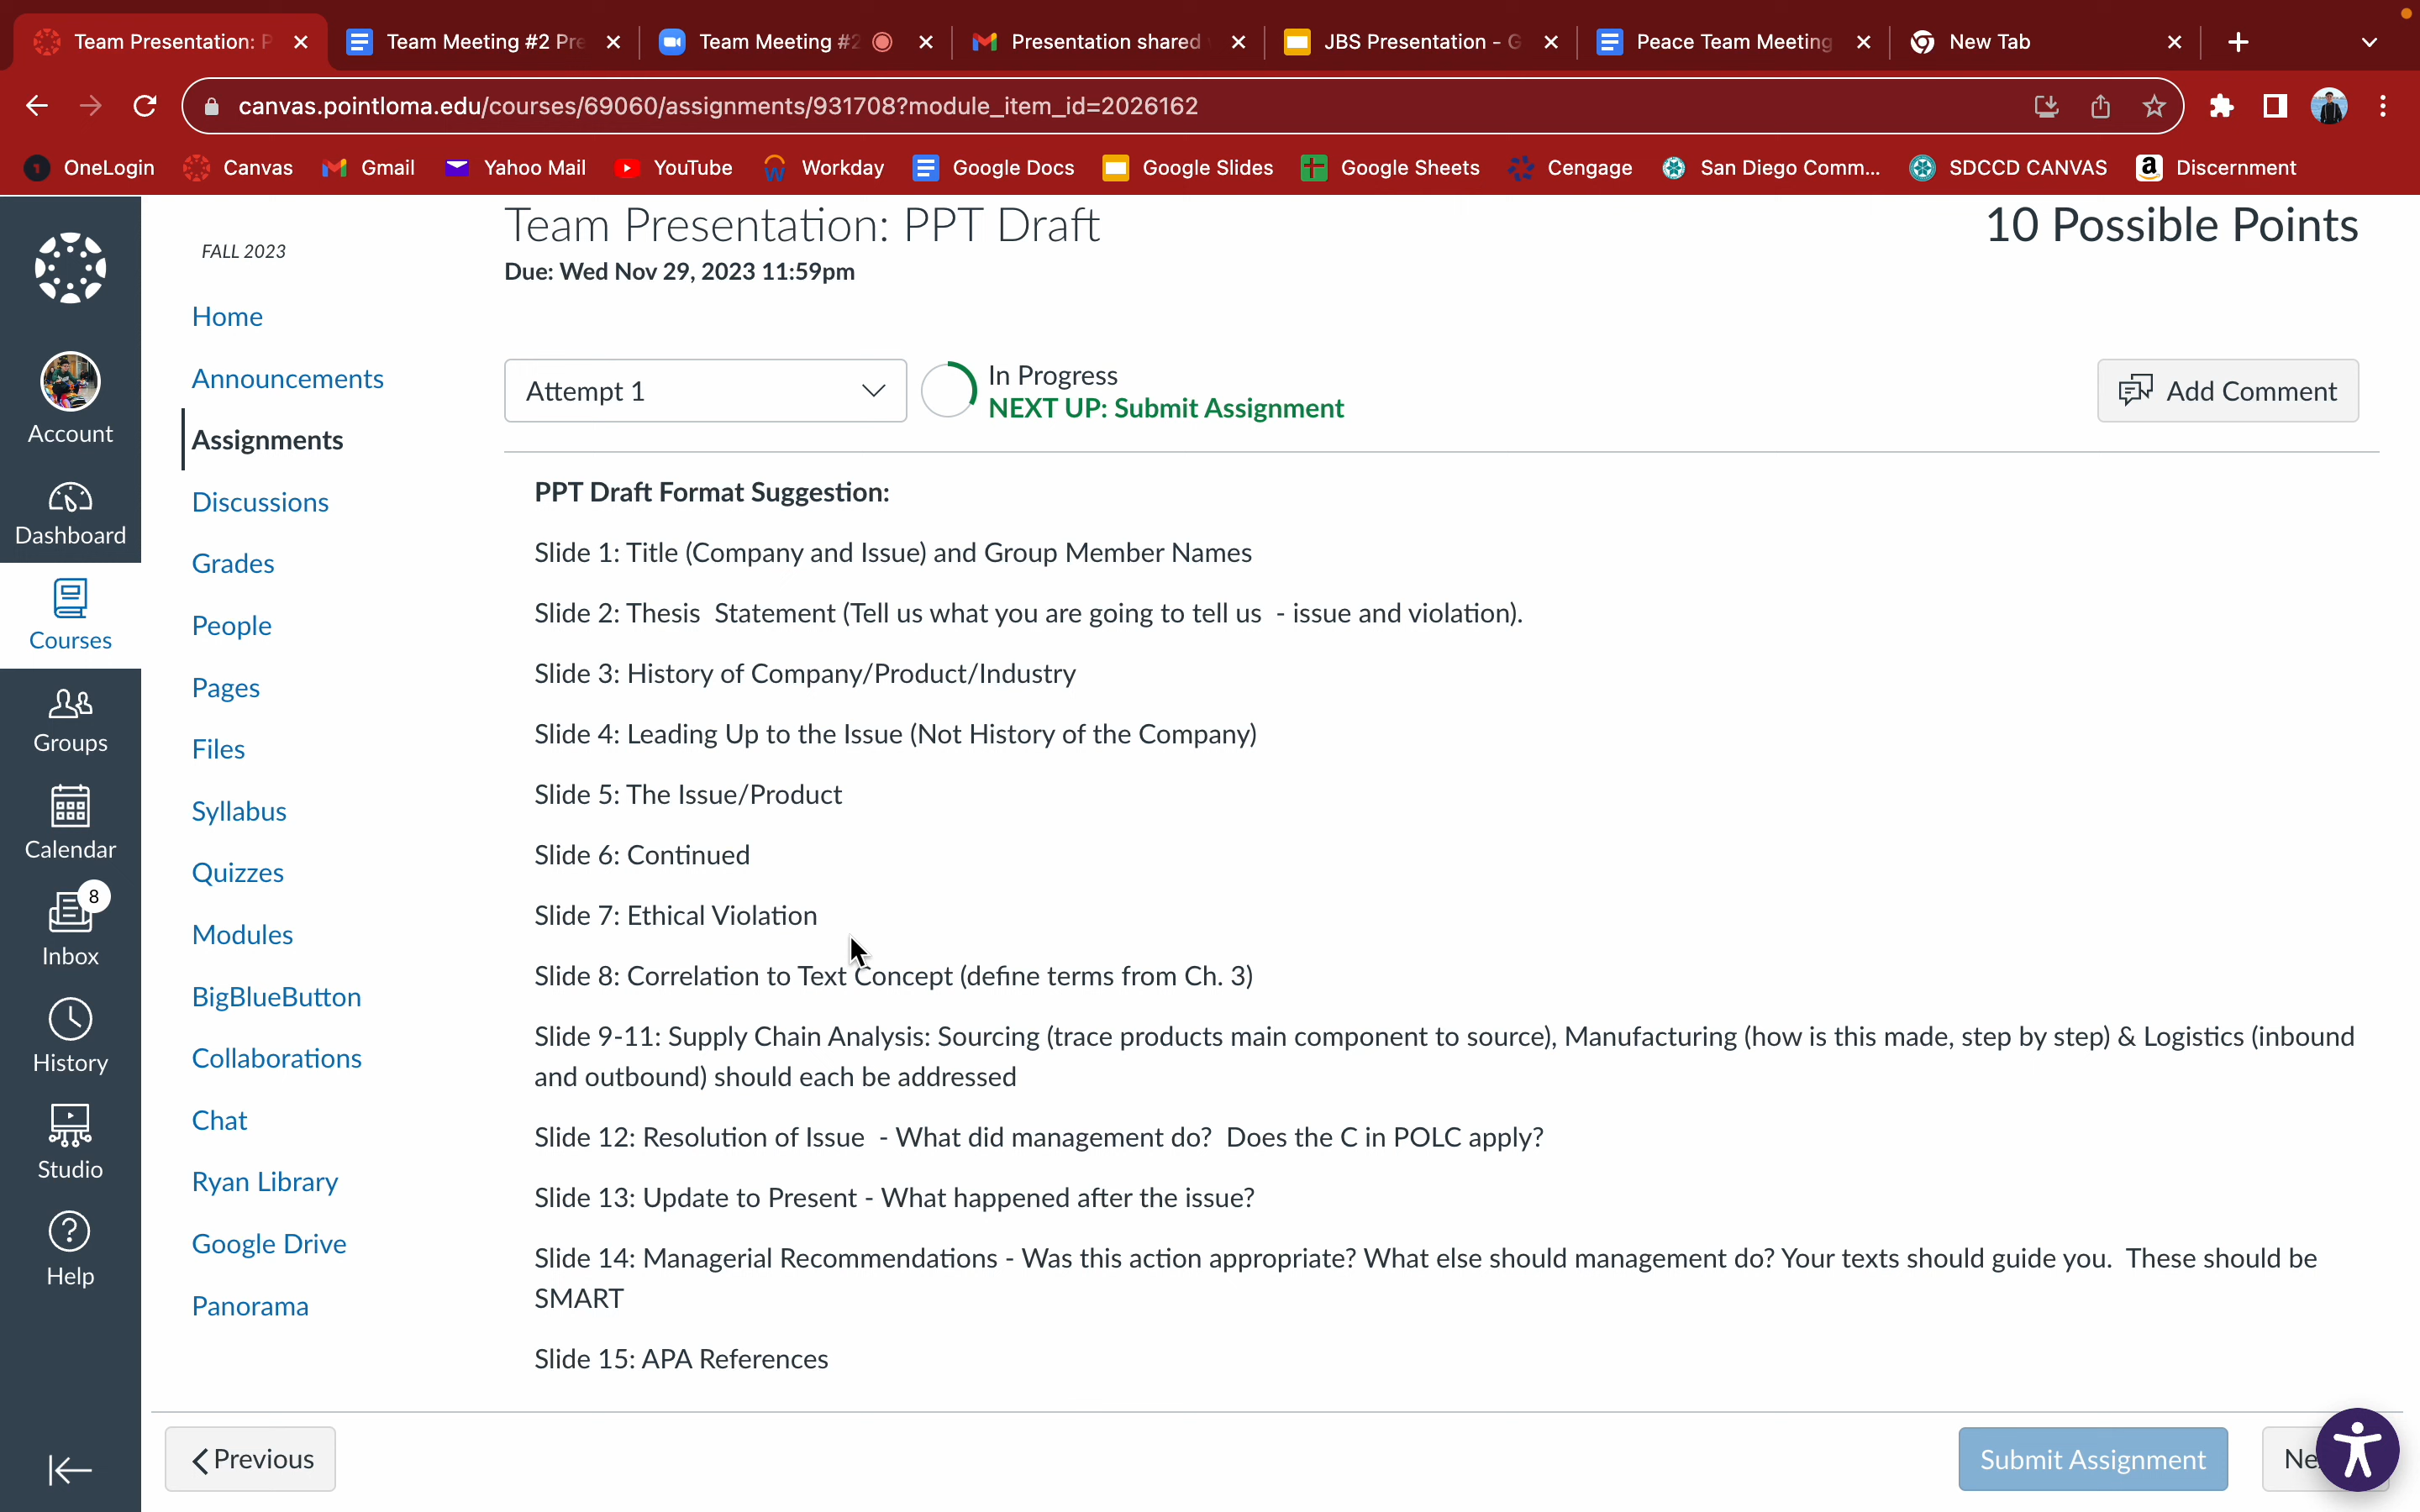 Team Presentation: P
Team Meeting #2 Pre
Team Meeting #2
Presentation shared
JBS Presentation - G
Peace Team Meeting
New Tab
canvas.pointloma.edu/courses/69060/assignments/931708?module_item_id=2026162
OneLogin
Canvas
Gmail
Yahoo Mail
YouTube
Workday
Google Docs
Google Slides
Google Sheets
Cengage
San Diego Comm...
SDCCD CANVAS
Discernment
Account
Dashboard
Courses
Groups
Calendar
8
Inbox
History
Studio
Help
FALL 2023
Home
Announcements
Assignments
Discussions
Grades
People
Pages
Files
Syllabus
Quizzes
Modules
BigBlueButton
Collaborations
Chat
Ryan Library
Google Drive
Panorama
Team Presentation: PPT Draft
Due: Wed Nov 29, 2023 11:59pm
10 Possible Points
Attempt 1
In Progress
NEXT UP: Submit Assignment
Add Comment
PPT Draft Format Suggestion:
Slide 1: Title (Company and Issue) and Group Member Names
Slide 2: Thesis Statement (Tell us what you are going to tell us - issue and violation).
Slide 3: History of Company/Product/Industry
Slide 4: Leading Up to the Issue (Not History of the Company)
Slide 5: The Issue/Product
Slide 6: Continued
Slide 7: Ethical Violation
Slide 8: Correlation to Text Concept (define terms from Ch. 3)
Slide 9-11: Supply Chain Analysis: Sourcing (trace products main component to source), Manufacturing (how is this made, step by step) & Logistics (inbound
and outbound) should each be addressed
Slide 12: Resolution of Issue - What did management do? Does the C in POLC apply?
Slide 13: Update to Present - What happened after the issue?
Slide 14: Managerial Recommendations - Was this action appropriate? What else should management do? Your texts should guide you. These should be
SMART
Slide 15: APA References
Previous
Submit Assignment
Ne